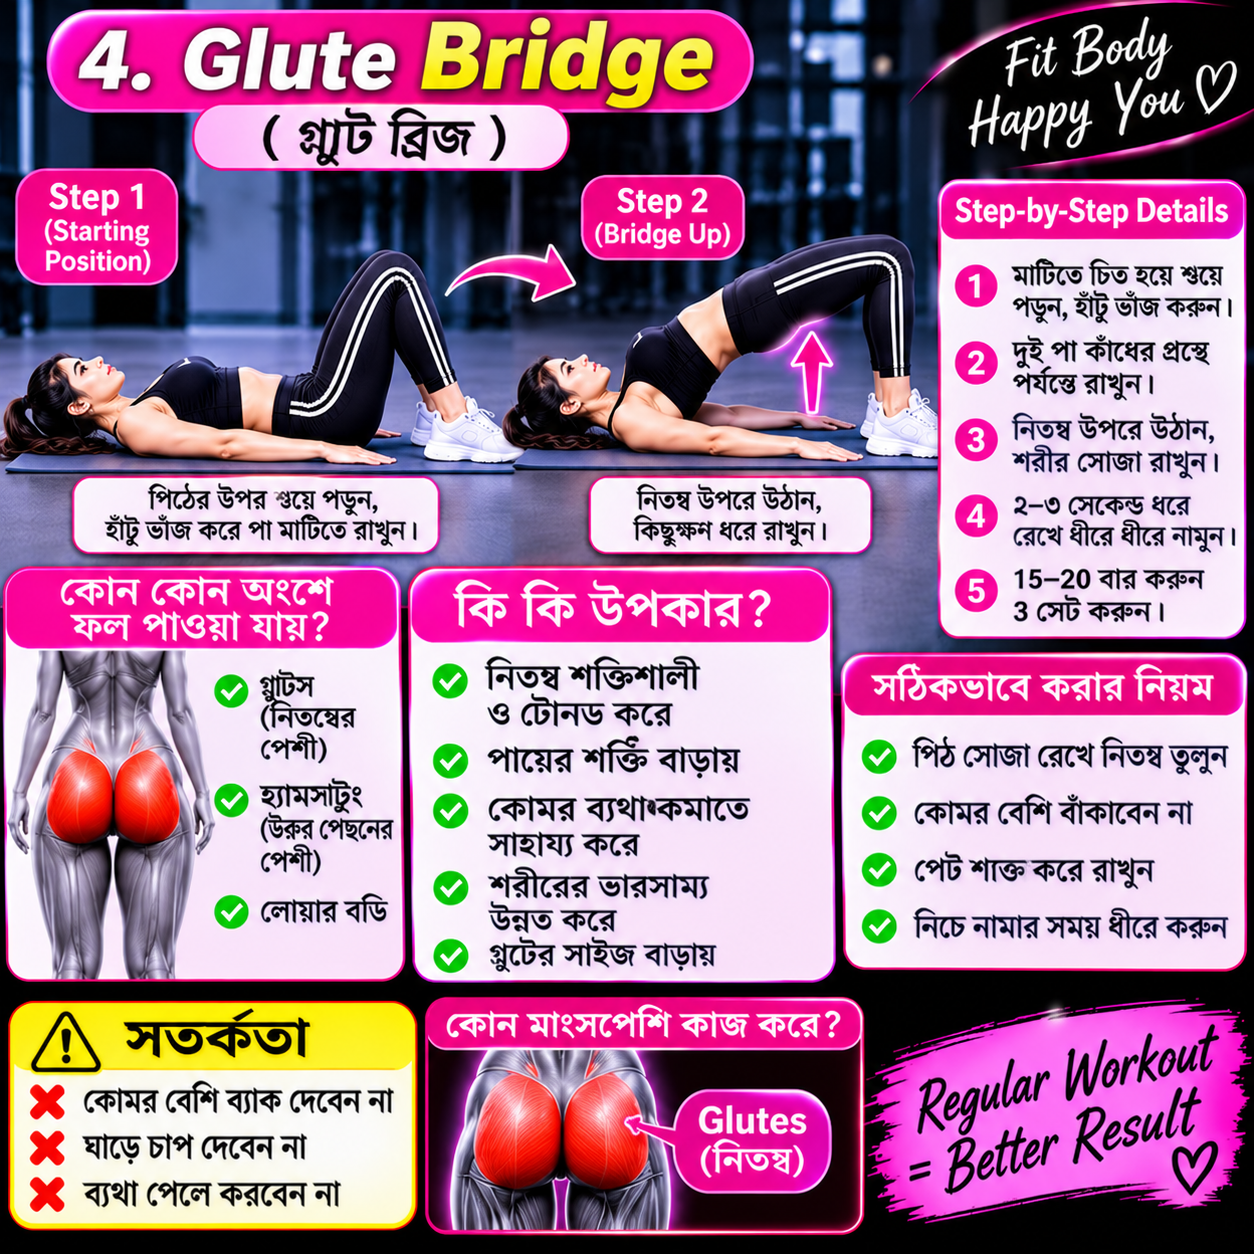 4. Glute Bridge
( গ্লুট ব্রিজ )
Fit Body
Happy You
Step 1
(Starting
Position)
Step 2
(Bridge Up)
পিঠের উপর শুয়ে পড়ুন,
হাঁটু ভাঁজ করে পা মাটিতে রাখুন।
নিতম্ব উপরে উঠান,
কিছুক্ষণ ধরে রাখুন।
Step-by-Step Details
1 মাটিতে চিত হয়ে শুয়ে
পড়ুন, হাঁটু ভাঁজ করুন।
2 দুই পা কাঁধের প্রস্থে
পর্যন্তে রাখুন।
3 নিতম্ব উপরে উঠান,
শরীর সোজা রাখুন।
4 ২–৩ সেকেন্ড ধরে
রেখে ধীরে ধীরে নামুন।
5 15–20 বার করুন
3 সেট করুন।
কোন কোন অংশে
ফল পাওয়া যায়?
গ্লুটস
(নিতম্বের
পেশী)
হ্যামসাটুং
(উরুর পেছনের
পেশী)
লোয়ার বডি
কি কি উপকার?
নিতম্ব শক্তিশালী
ও টোনড করে
পায়ের শক্তি বাড়ায়
কোমর ব্যথা কমাতে
সাহায্য করে
শরীরের ভারসাম্য
উন্নত করে
গ্লুটের সাইজ বাড়ায়
সঠিকভাবে করার নিয়ম
পিঠ সোজা রেখে নিতম্ব তুলুন
কোমর বেশি বাঁকাবেন না
পেট শাক্ত করে রাখুন
নিচে নামার সময় ধীরে করুন
সতর্কতা
কোমর বেশি ব্যাক দেবেন না
ঘাড়ে চাপ দেবেন না
ব্যথা পেলে করবেন না
কোন মাংসপেশি কাজ করে?
Glutes
(নিতম্ব)
Regular Workout
= Better Result